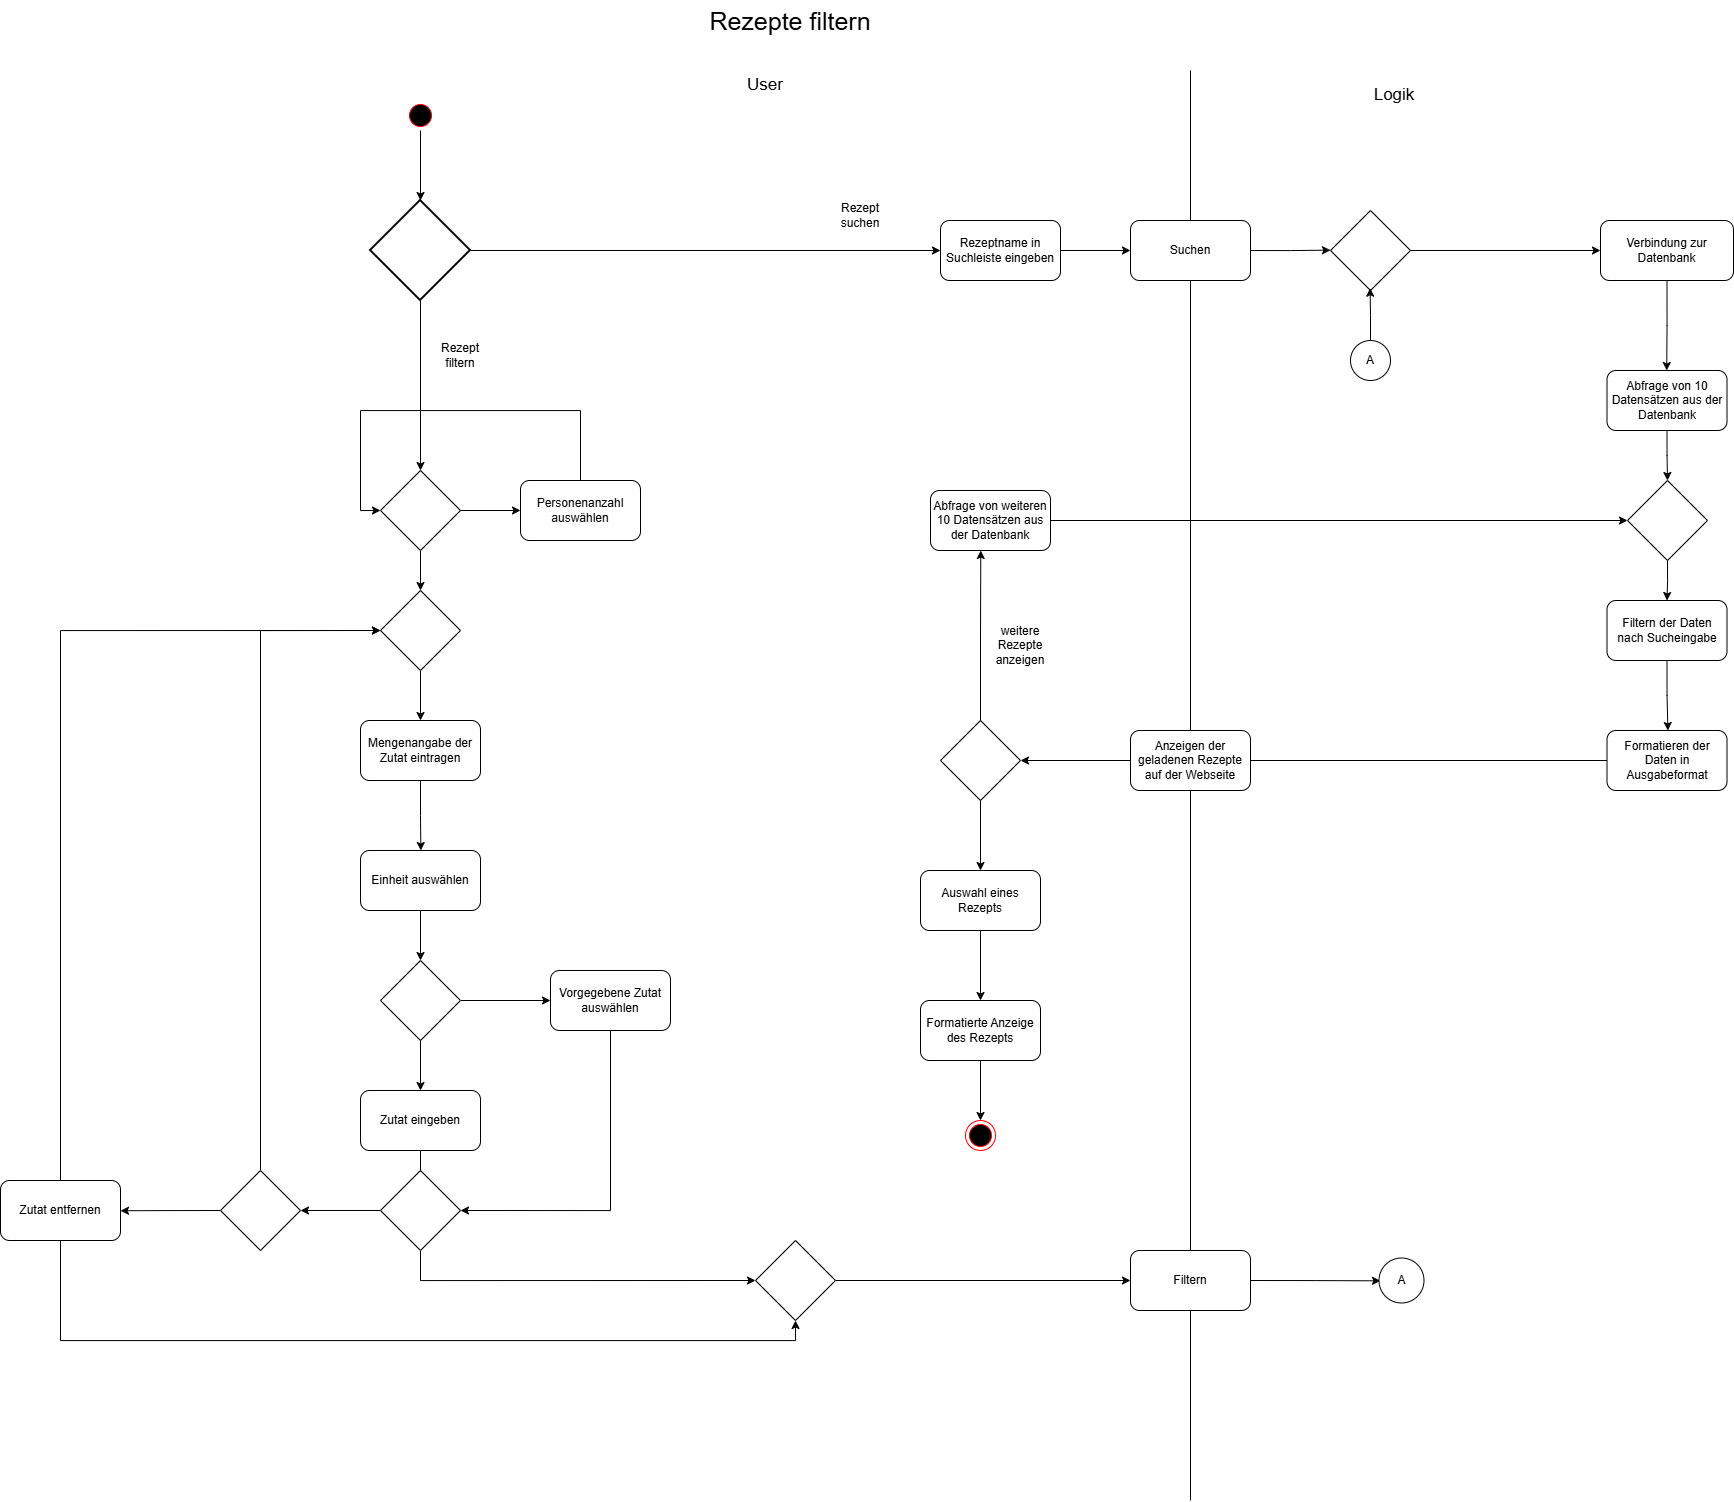 Rezepte filtern
User
Logik
Rezept
suchen
Rezeptname in
Suchleiste eingeben
Suchen
Verbindung zur
Datenbank
Rezept
filtern
A
Abfrage von 10
Datensätzen aus der
Datenbank
Personenanzahl
auswählen
Abfrage von weiteren
10 Datensätzen aus
der Datenbank
Filtern der Daten
nach Sucheingabe
weitere
Rezepte
anzeigen
Mengenangabe der
Zutat eintragen
Anzeigen der
geladenen Rezepte
auf der Webseite
Formatieren der
Daten in
Ausgabeformat
Einheit auswählen
Auswahl eines
Rezepts
Vorgegebene Zutat
auswählen
Formatierte Anzeige
des Rezepts
Zutat eingeben
Zutat entfernen
Filtern
A